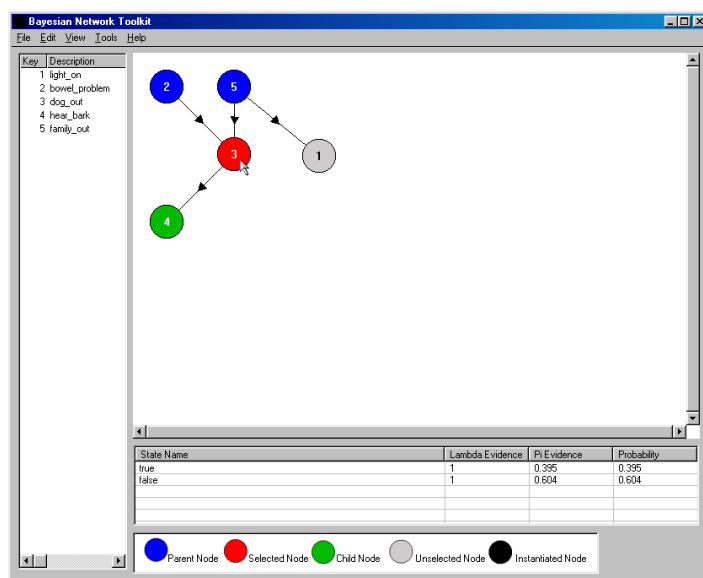 Bayesian Network Toolkit
File Edit View Tools Help
Key Description
1 light_on
2 bowel_problem
3 dog_out
4 hear_bark
5 family_out
2 5
3 1
4
State Name Lambda Evidence Pi Evidence Probability
true 1 0.395 0.395
false 1 0.604 0.604
Parent Node Selected Node Child Node Unselected Node Instantiated Node